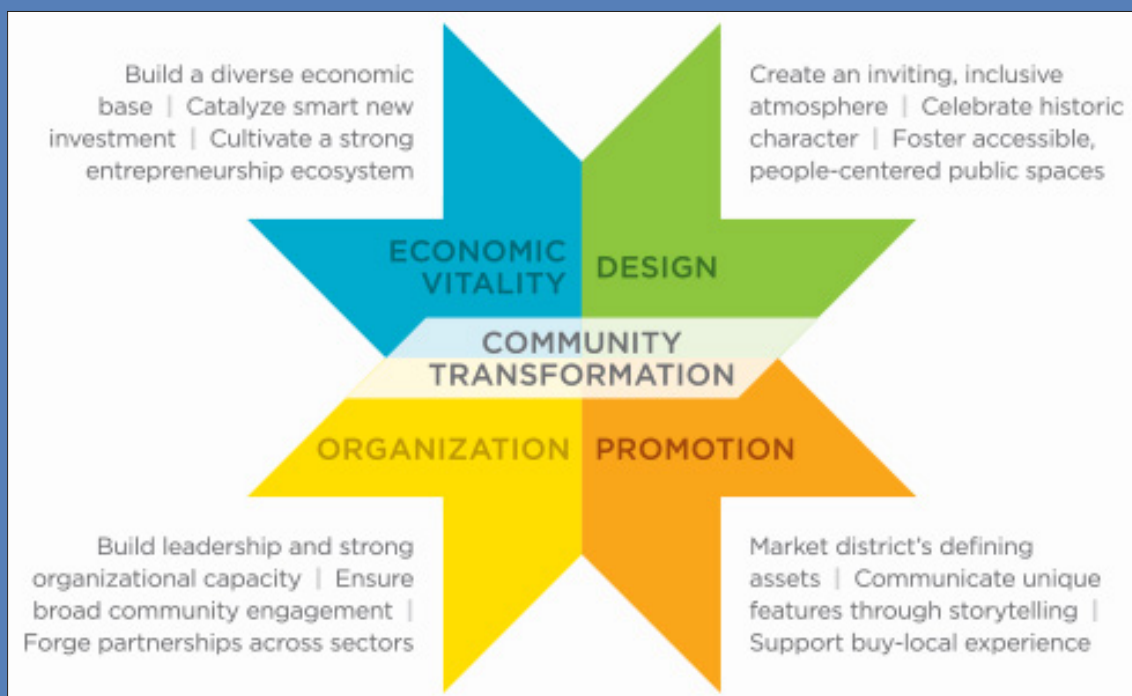 Build a diverse economic
base | Catalyze smart new
investment | Cultivate a strong
entrepreneurship ecosystem
Create an inviting, inclusive
atmosphere | Celebrate historic
character | Foster accessible,
people-centered public spaces
ECONOMIC
VITALITY
DESIGN
COMMUNITY
TRANSFORMATION
ORGANIZATION
PROMOTION
Build leadership and strong
organizational capacity | Ensure
broad community engagement |
Forge partnerships across sectors
Market district's defining
assets | Communicate unique
features through storytelling |
Support buy-local experience